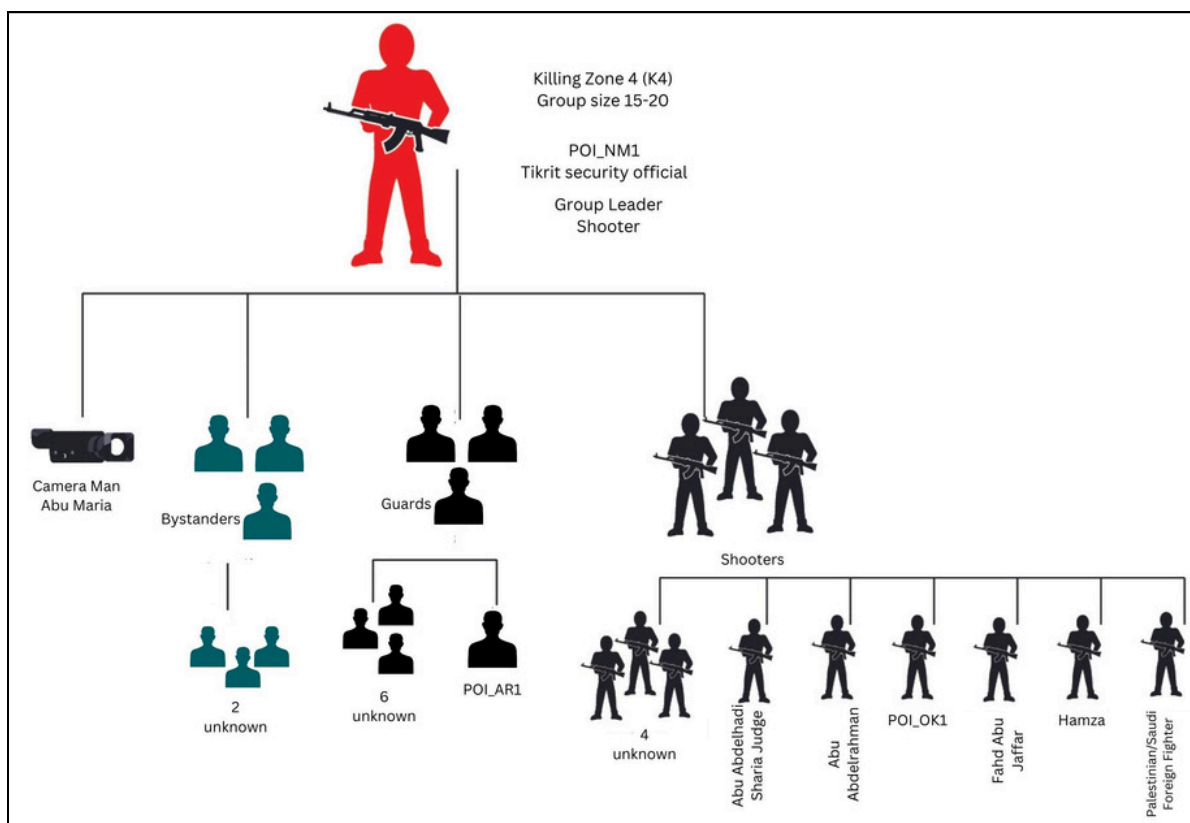 Killing Zone 4 (K4)
Group size 15-20
POI_NM1
Tikrit security official
Group Leader
Shooter
Camera Man
Abu Maria
Bystanders
Guards
Shooters
2
unknown
6
unknown
POI_AR1
4
unknown
Abu Abdelhadi
Sharia Judge
Abu
Abdelrahman
POI_OK1
Fahd Abu
Jaffar
Hamza
Palestinian/Saudi
Foreign Fighter